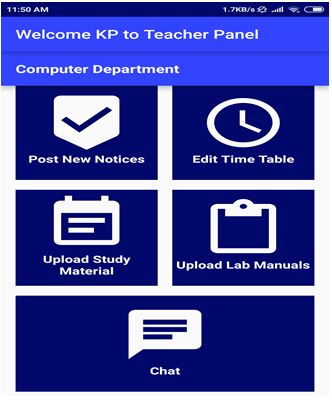 11:50 AM 1.7KB/s
Welcome KP to Teacher Panel
Computer Department
Post New Notices
Edit Time Table
Upload Study
Material
Upload Lab Manuals
Chat